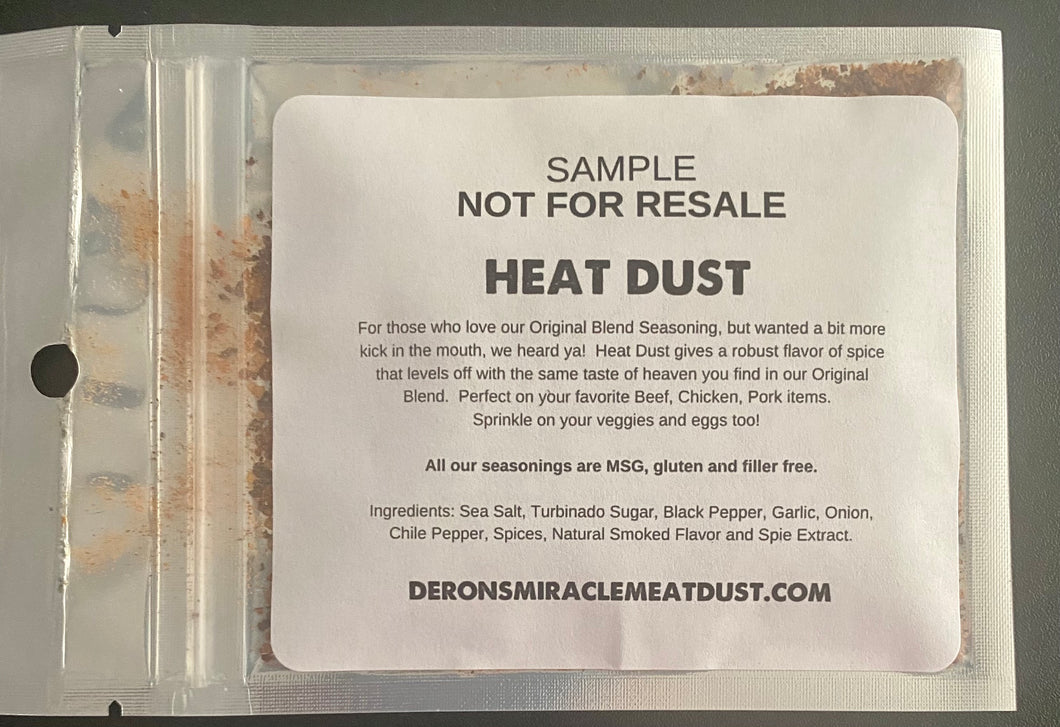 SAMPLE
NOT FOR RESALE
HEAT DUST
For those who love our Original Blend Seasoning, but wanted a bit more
kick in the mouth, we heard ya!  Heat Dust gives a robust flavor of spice
that levels off with the same taste of heaven you find in our Original
Blend.  Perfect on your favorite Beef, Chicken, Pork items.
Sprinkle on your veggies and eggs too!
All our seasonings are MSG, gluten and filler free.
Ingredients: Sea Salt, Turbinado Sugar, Black Pepper, Garlic, Onion,
Chile Pepper, Spices, Natural Smoked Flavor and Spie Extract.
DERONSMIRACLEMEATDUST.COM